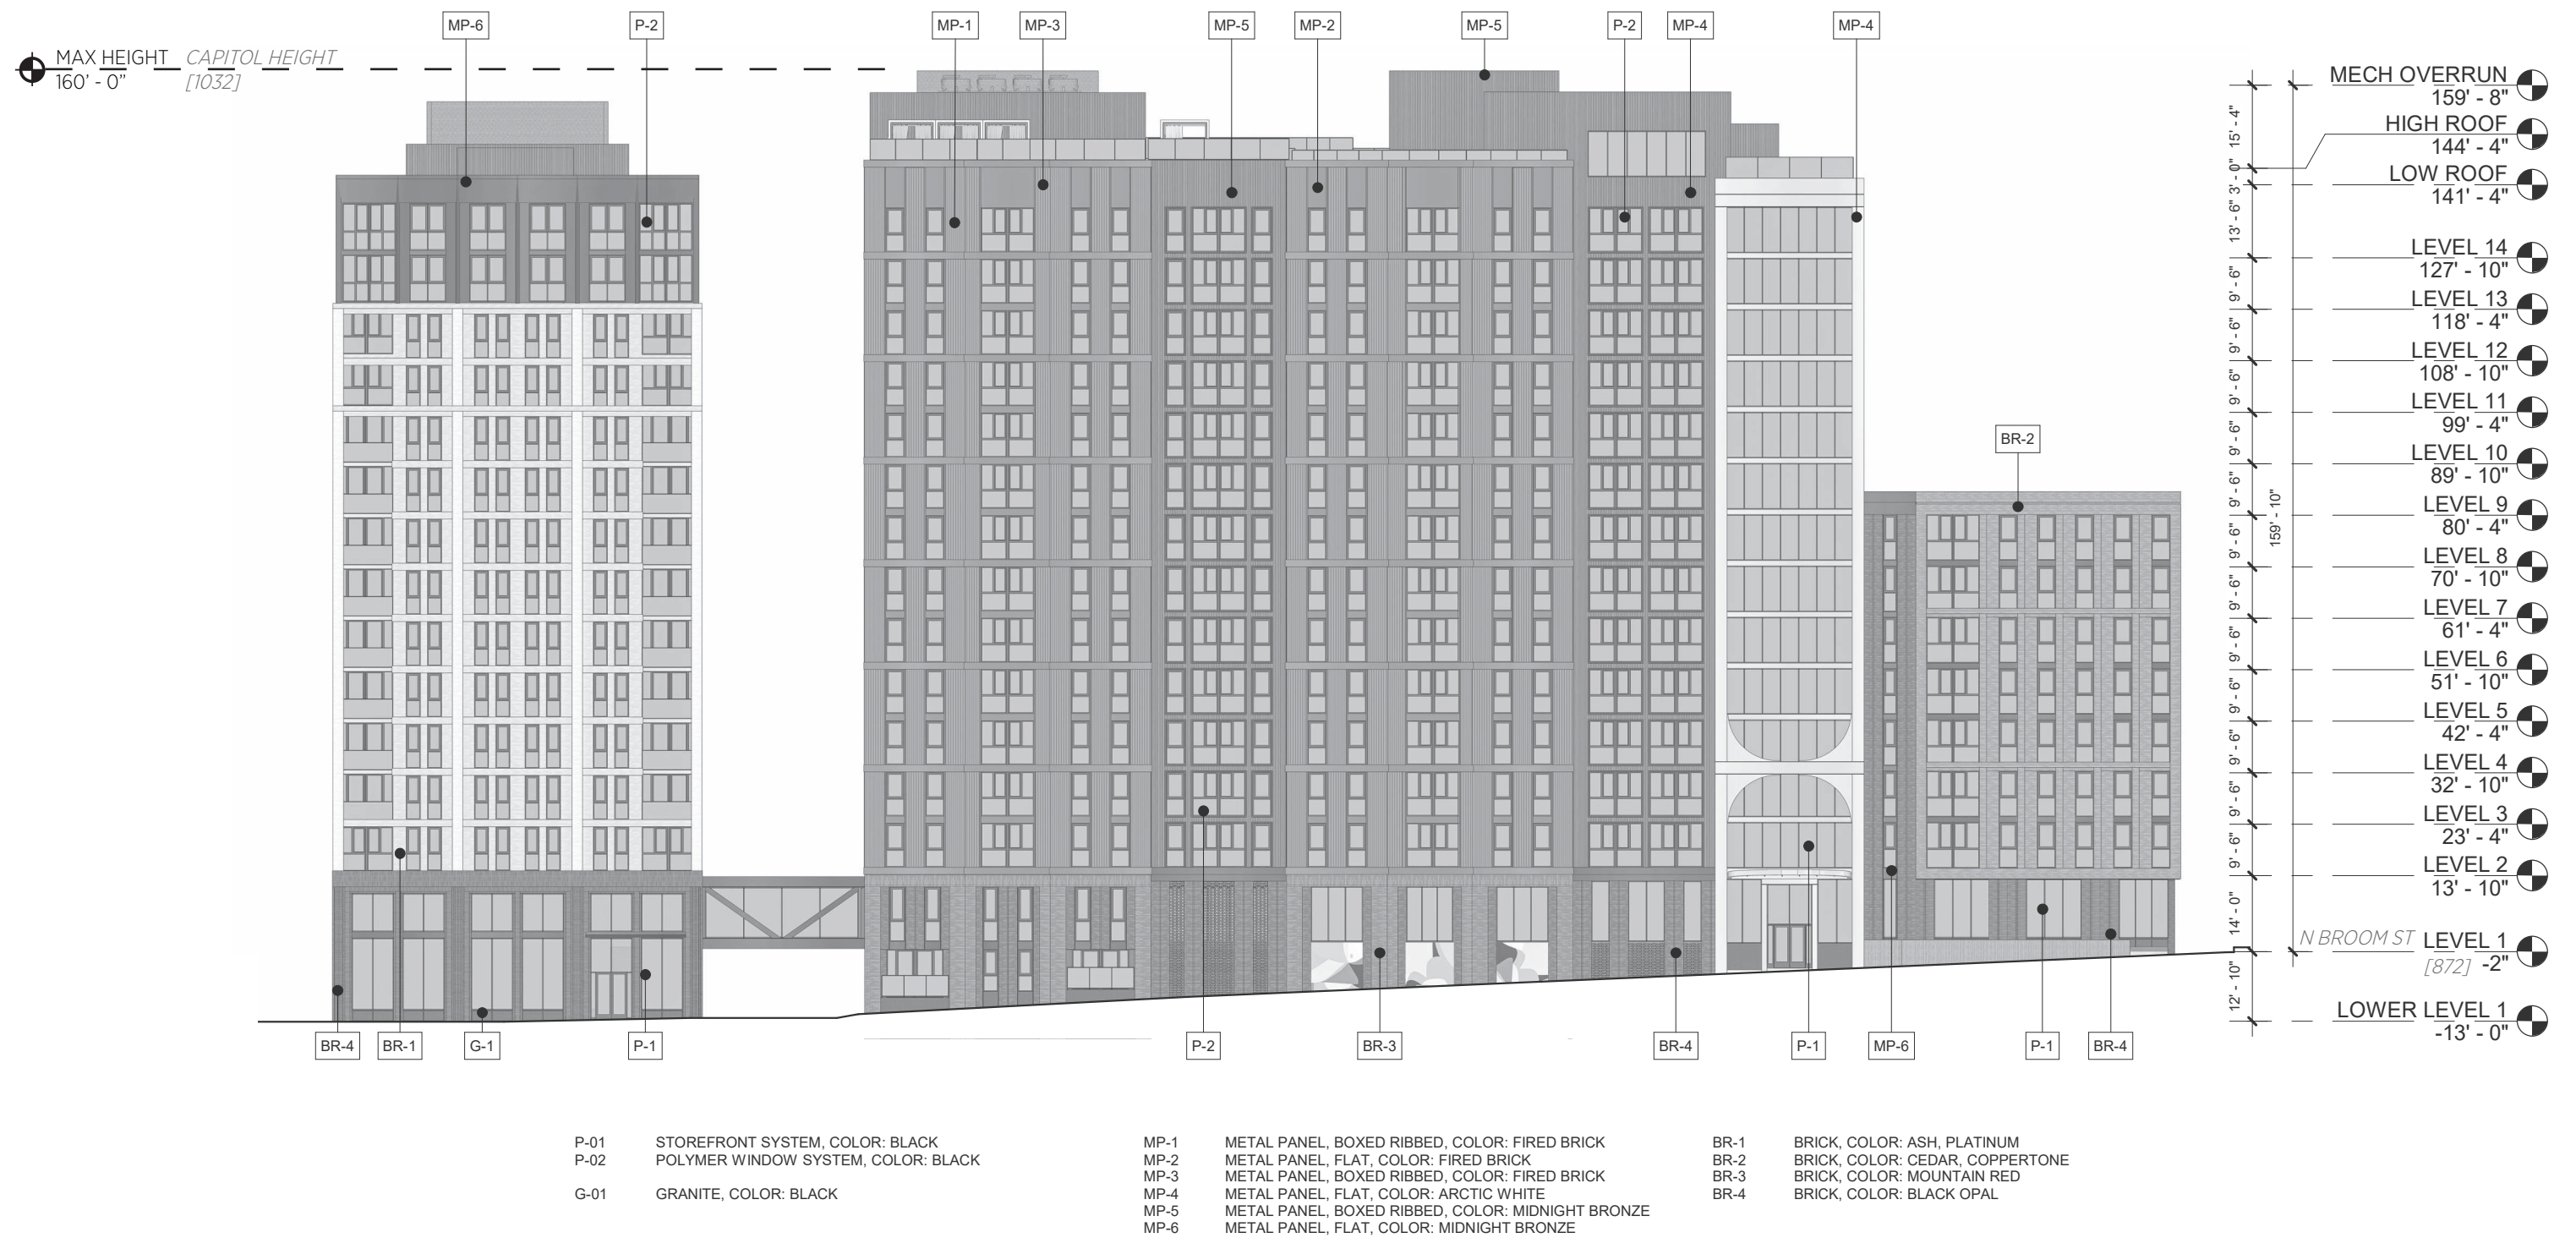 MP-6
P-2
MP-1
MP-3
MP-5
MP-2
MP-5
P-2
MP-4
MP-4
MAX HEIGHT CAPITOL HEIGHT
160' - 0" [1032]
MECH OVERRUN
159' - 8"
HIGH ROOF
144' - 4"
LOW ROOF
141' - 4"
LEVEL 14
127' - 10"
LEVEL 13
118' - 4"
LEVEL 12
108' - 10"
LEVEL 11
99' - 4"
LEVEL 10
89' - 10"
LEVEL 9
80' - 4"
LEVEL 8
70' - 10"
LEVEL 7
61' - 4"
LEVEL 6
51' - 10"
LEVEL 5
42' - 4"
LEVEL 4
32' - 10"
LEVEL 3
23' - 4"
LEVEL 2
13' - 10"
N BROOM ST LEVEL 1
[872] -2"
LOWER LEVEL 1
-13' - 0"
15' - 4"
3' - 0"
13' - 6"
9' - 6"
9' - 6"
9' - 6"
9' - 6"
9' - 6"
9' - 6"
9' - 6"
9' - 6"
9' - 6"
9' - 6"
9' - 6"
9' - 6"
14' - 0"
12' - 10"
159' - 10"
BR-2
BR-4
BR-1
G-1
P-1
P-2
BR-3
BR-4
P-1
MP-6
P-1
BR-4
P-01 STOREFRONT SYSTEM, COLOR: BLACK
P-02 POLYMER WINDOW SYSTEM, COLOR: BLACK
G-01 GRANITE, COLOR: BLACK
MP-1 METAL PANEL, BOXED RIBBED, COLOR: FIRED BRICK
MP-2 METAL PANEL, FLAT, COLOR: FIRED BRICK
MP-3 METAL PANEL, BOXED RIBBED, COLOR: FIRED BRICK
MP-4 METAL PANEL, FLAT, COLOR: ARCTIC WHITE
MP-5 METAL PANEL, BOXED RIBBED, COLOR: MIDNIGHT BRONZE
MP-6 METAL PANEL, FLAT, COLOR: MIDNIGHT BRONZE
BR-1 BRICK, COLOR: ASH, PLATINUM
BR-2 BRICK, COLOR: CEDAR, COPPERTONE
BR-3 BRICK, COLOR: MOUNTAIN RED
BR-4 BRICK, COLOR: BLACK OPAL